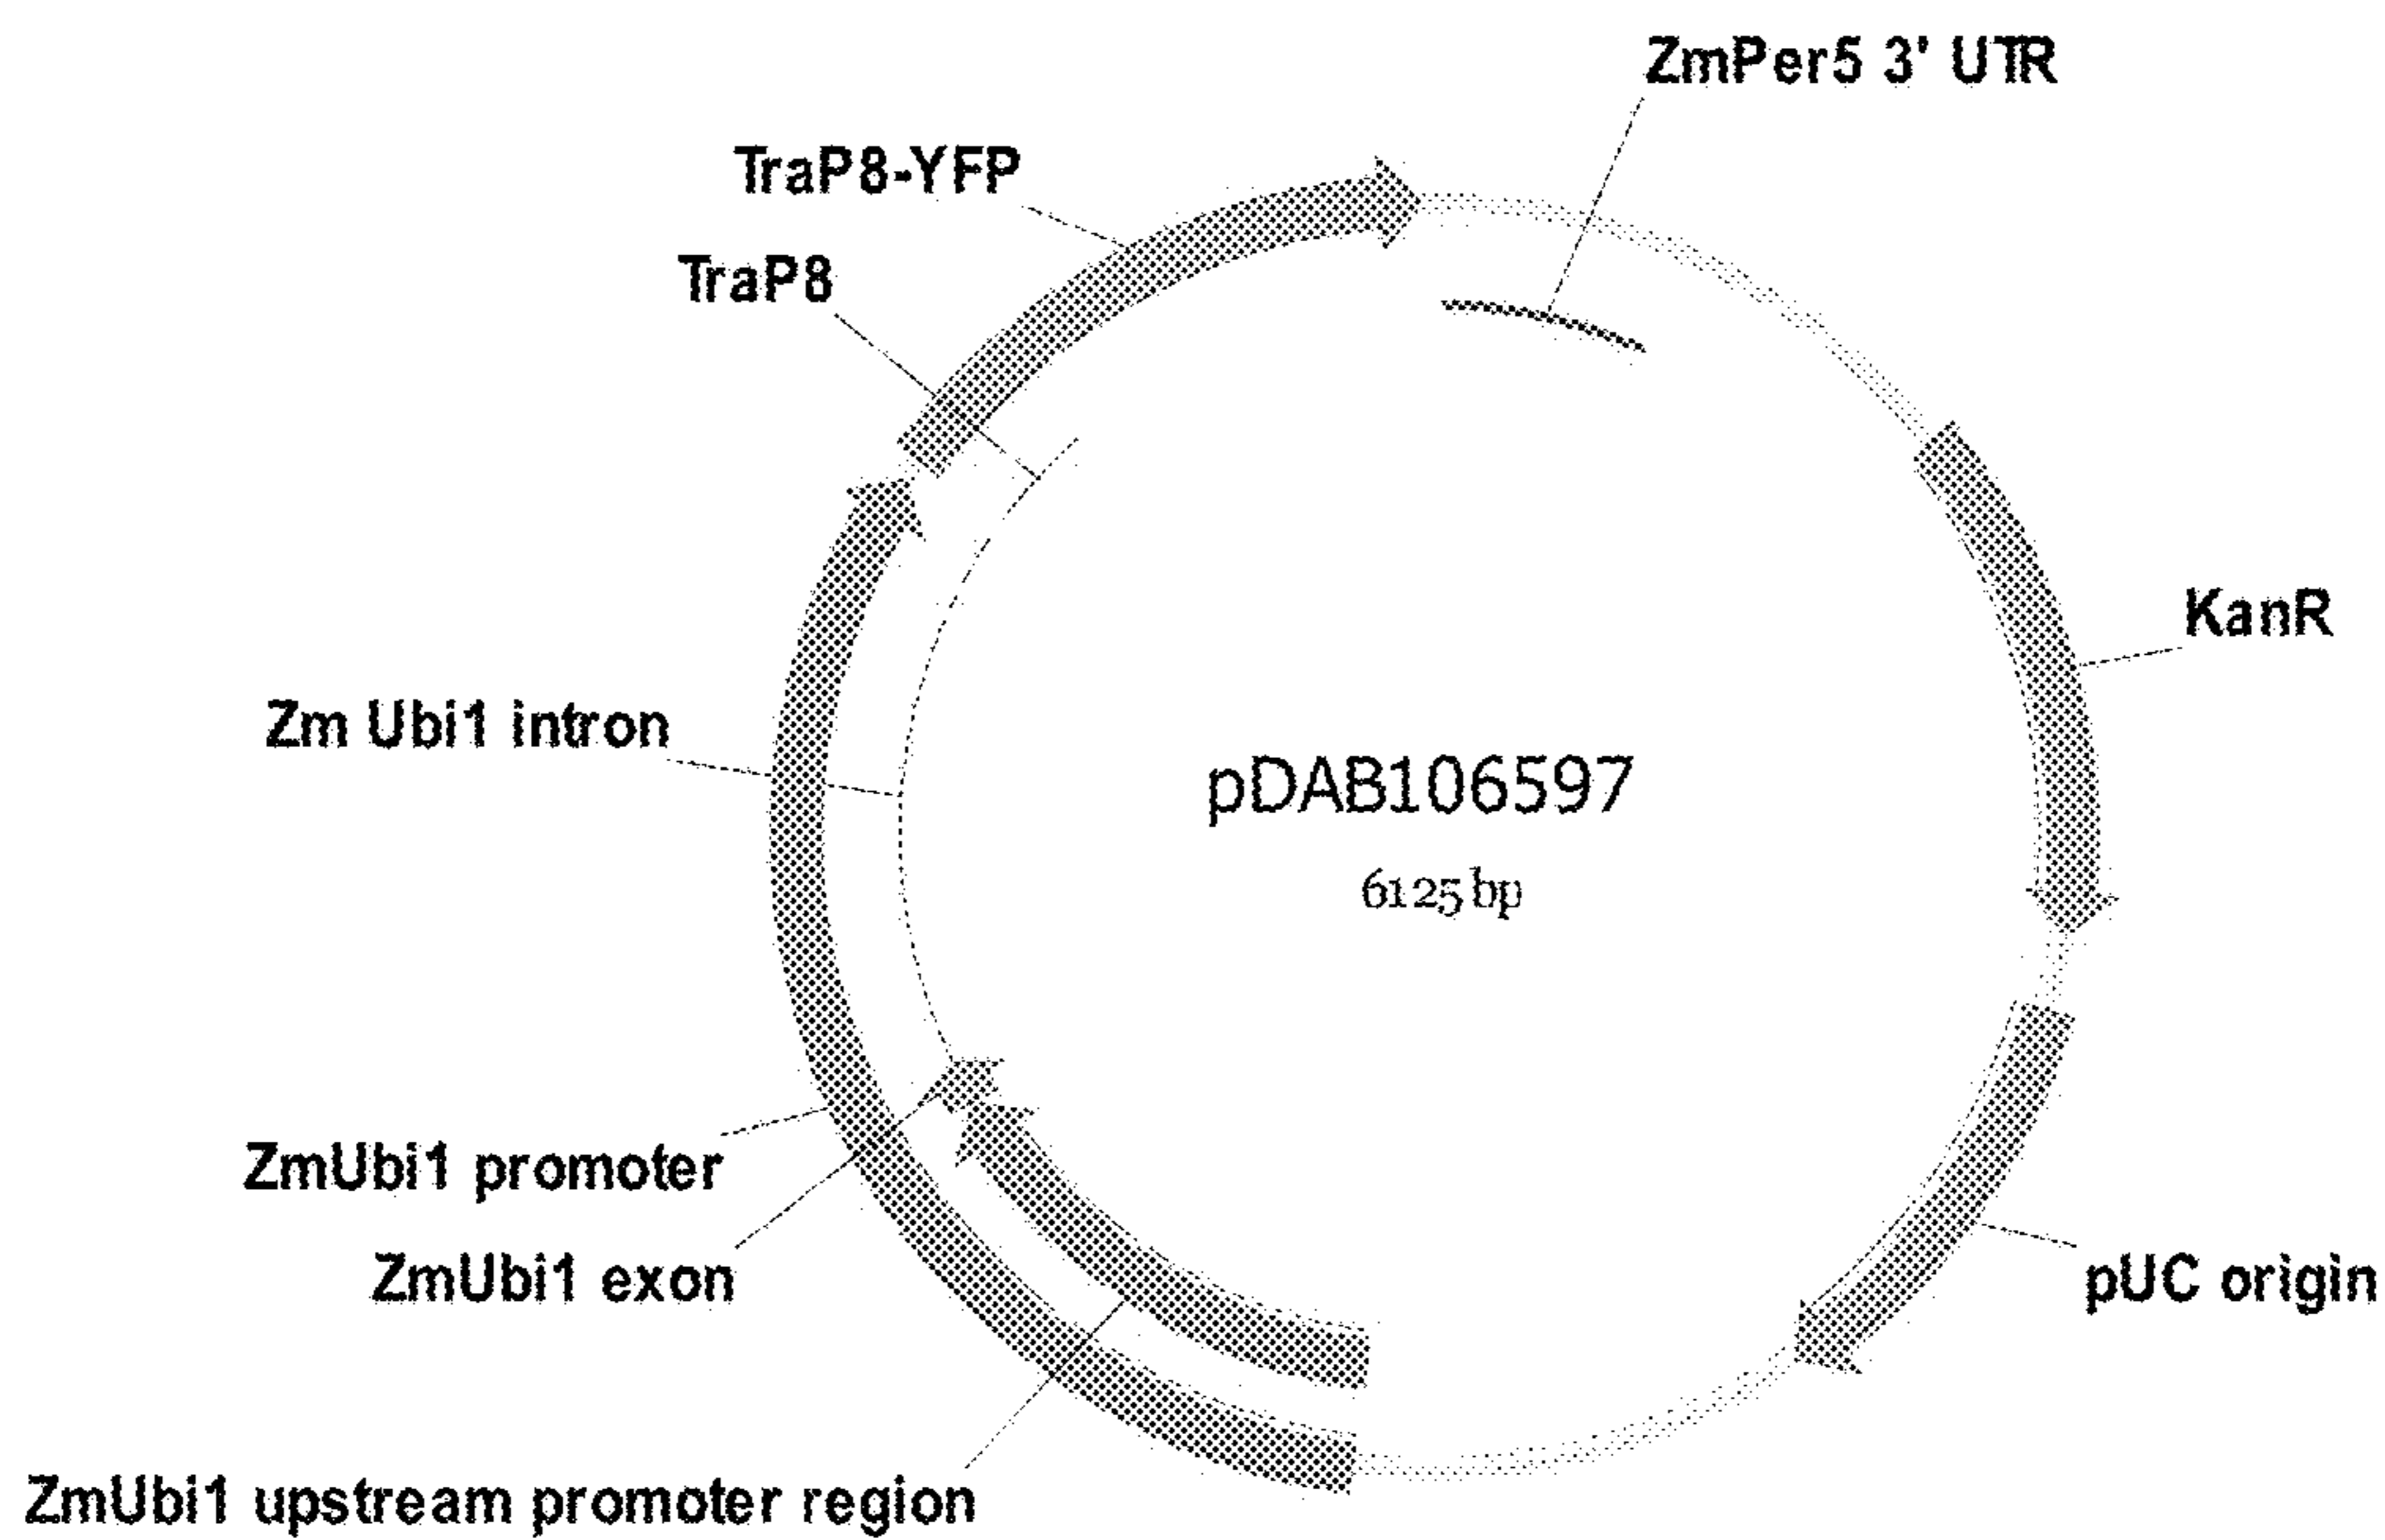 ZmPer5 3' UTR
TraP8-YFP
TraP8
KanR
Zm Ubi1 intron
pDAB106597
6125 bp
ZmUbi1 promoter
ZmUbi1 exon
pUC origin
ZmUbi1 upstream promoter region